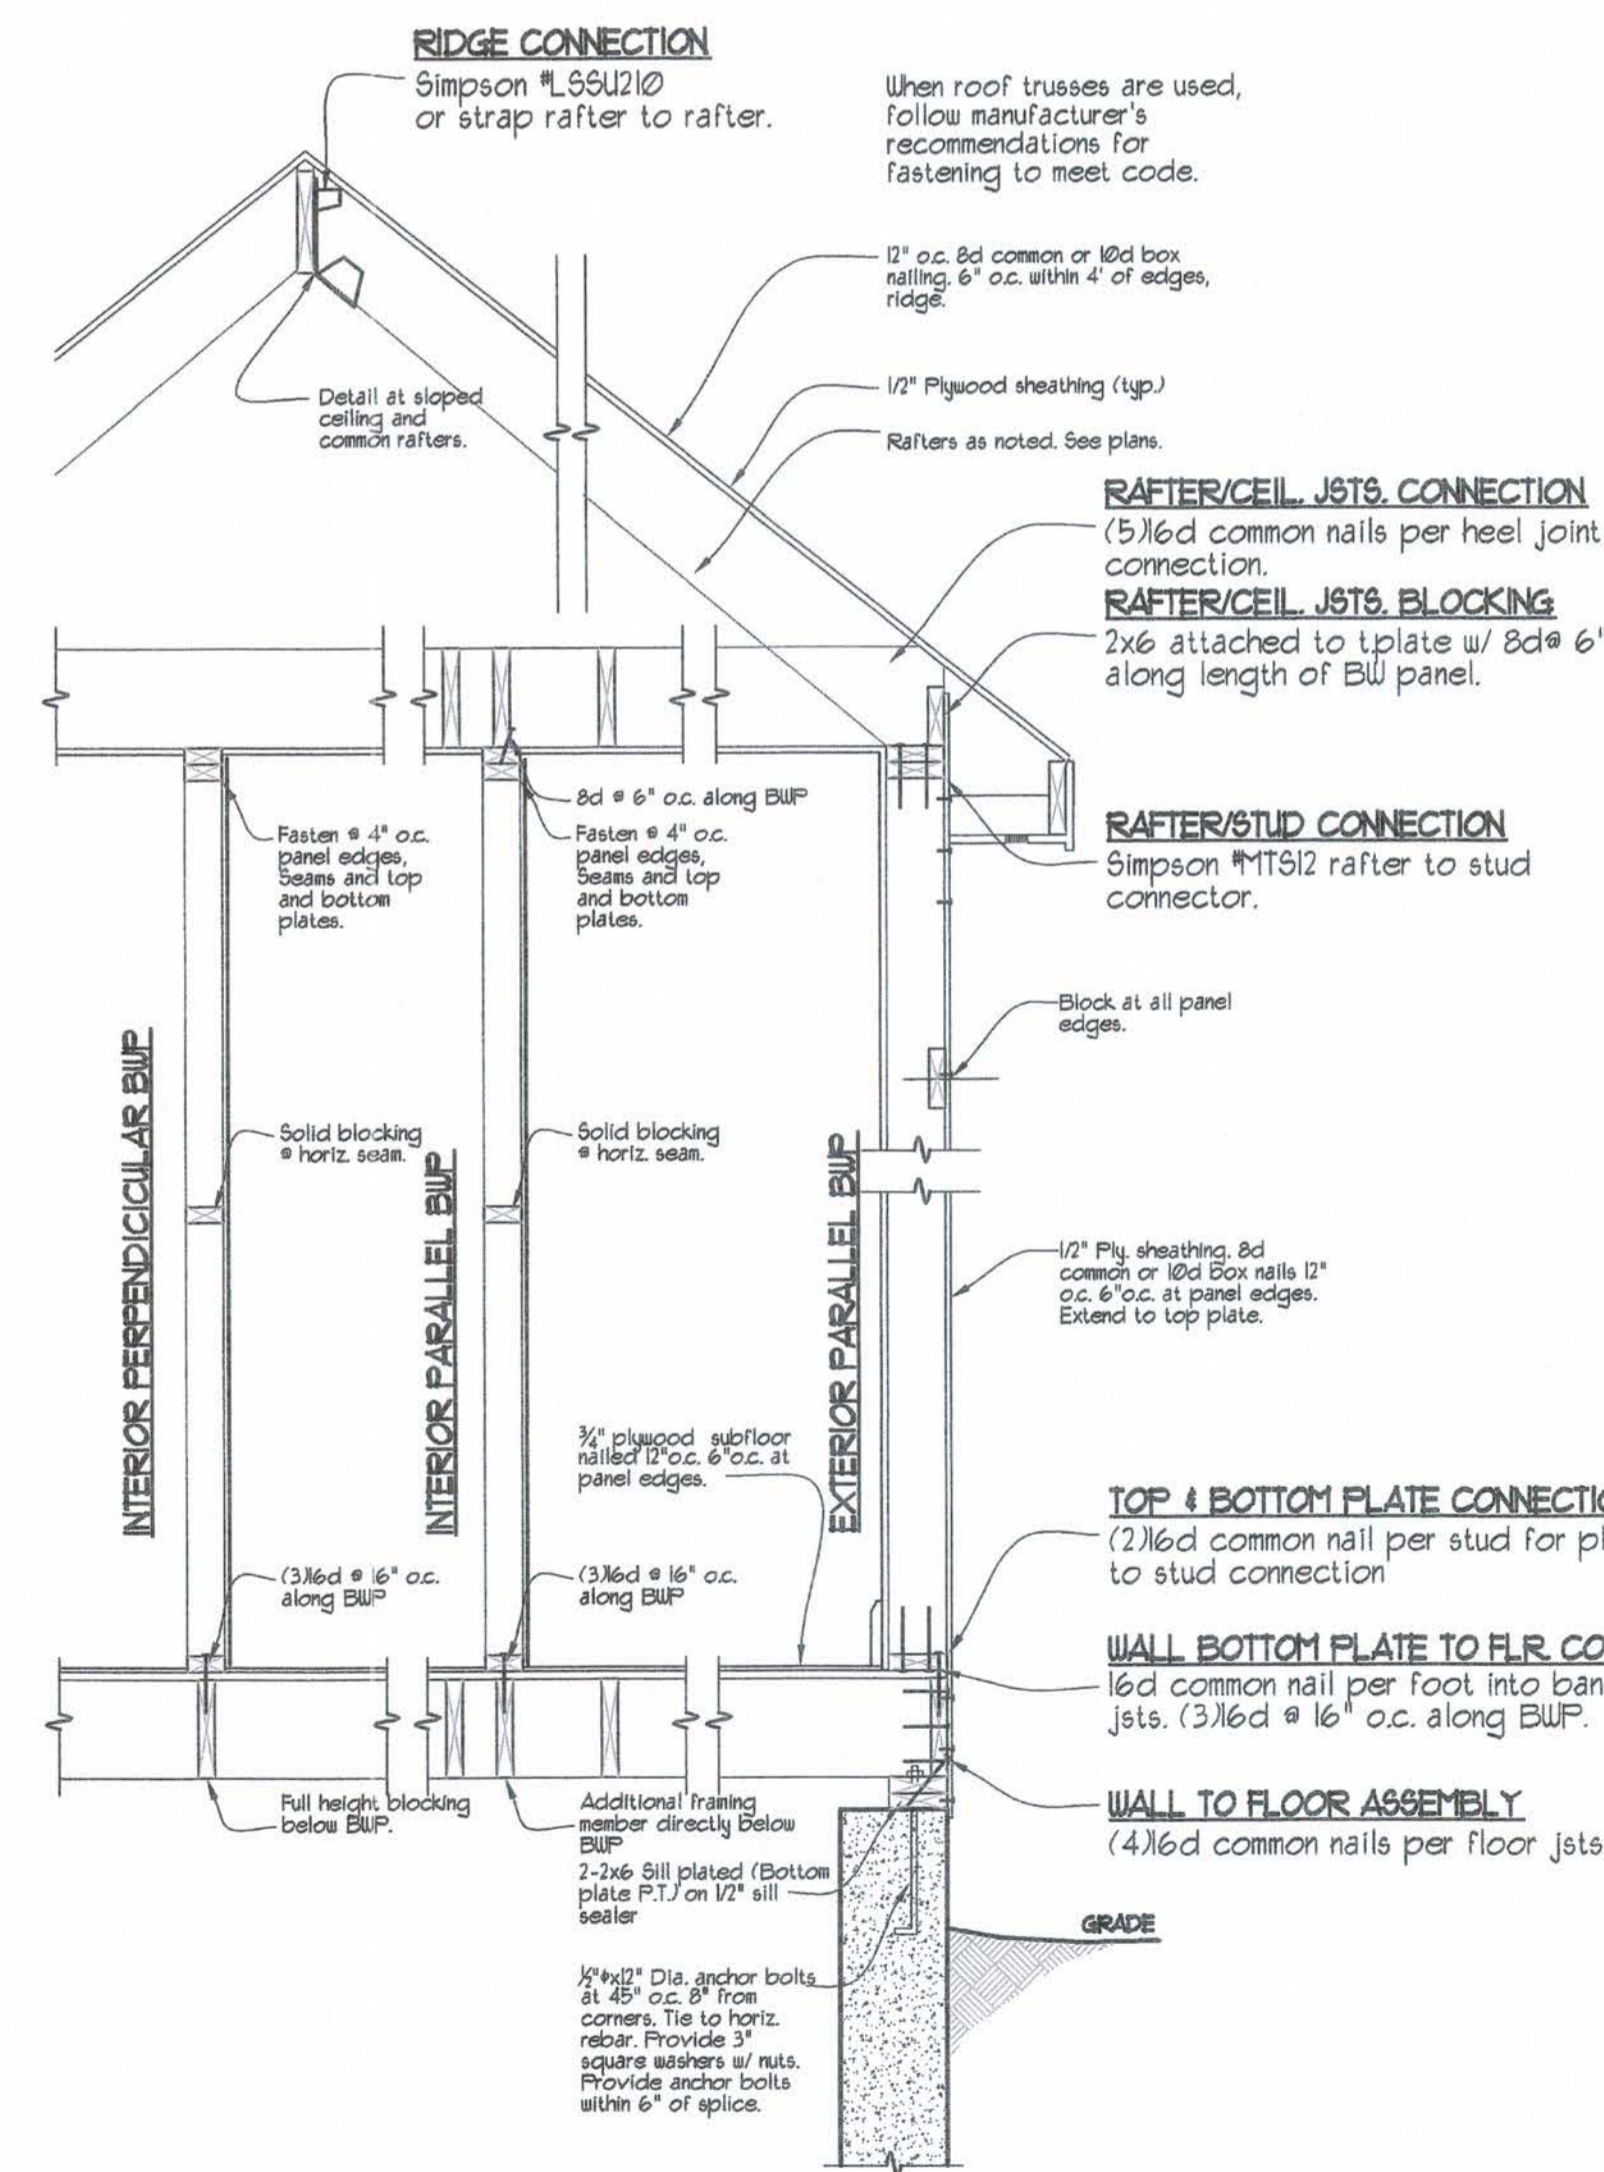 RIDGE CONNECTION
Simpson #LSSU210
or strap rafter to rafter.
When roof trusses are used,
follow manufacturer's
recommendations for
fastening to meet code.
12" o.c. 8d common or 10d box
nailing. 6" o.c. within 4' of edges,
ridge.
Detail at sloped
ceiling and
common rafters.
1/2" Plywood sheathing (typ.)
Rafters as noted. See plans.
RAFTER/CEIL. JSTS. CONNECTION
(5)16d common nails per heel joint
connection.
RAFTER/CEIL. JSTS. BLOCKING
2x6 attached to t.plate w/ 8d@ 6"
along length of BW panel.
8d @ 6" o.c. along BWP
Fasten @ 4" o.c.
panel edges,
Seams and top
and bottom
plates.
Fasten @ 4" o.c.
panel edges,
Seams and top
and bottom
plates.
RAFTER/STUD CONNECTION
Simpson #MTS12 rafter to stud
connector.
Block at all panel
edges.
INTERIOR PERPENDICICULAR BWP
Solid blocking
@ horiz. seam.
INTERIOR PARALLEL BWP
Solid blocking
@ horiz. seam.
EXTERIOR PARALLEL BWP
1/2" Ply. sheathing. 8d
common or 10d box nails 12"
o.c. 6"o.c. at panel edges.
Extend to top plate.
3/4" plywood subfloor
nailed 12"o.c. 6"o.c. at
panel edges.
TOP & BOTTOM PLATE
(2)16d common nail per stud for
to stud connection
(3)16d @ 16" o.c.
along BWP
(3)16d @ 16" o.c.
along BWP
WALL BOTTOM PLATE TO FLR.
16d common nail per foot into
jsts. (3)16d @ 16" o.c. along BWP.
WALL TO FLOOR ASSEMBLY
(4)16d common nails per floor jsts
Full height blocking
below BWP.
Additional framing
member directly below
BWP
2-2x6 Sill plated (Bottom
plate P.T.) on 1/2" sill
sealer
GRADE
1/2"φx12" Dia. anchor bolts
at 45" o.c. 8" from
corners. Tie to horiz.
rebar. Provide 3"
square washers w/ nuts.
Provide anchor bolts
within 6" of splice.